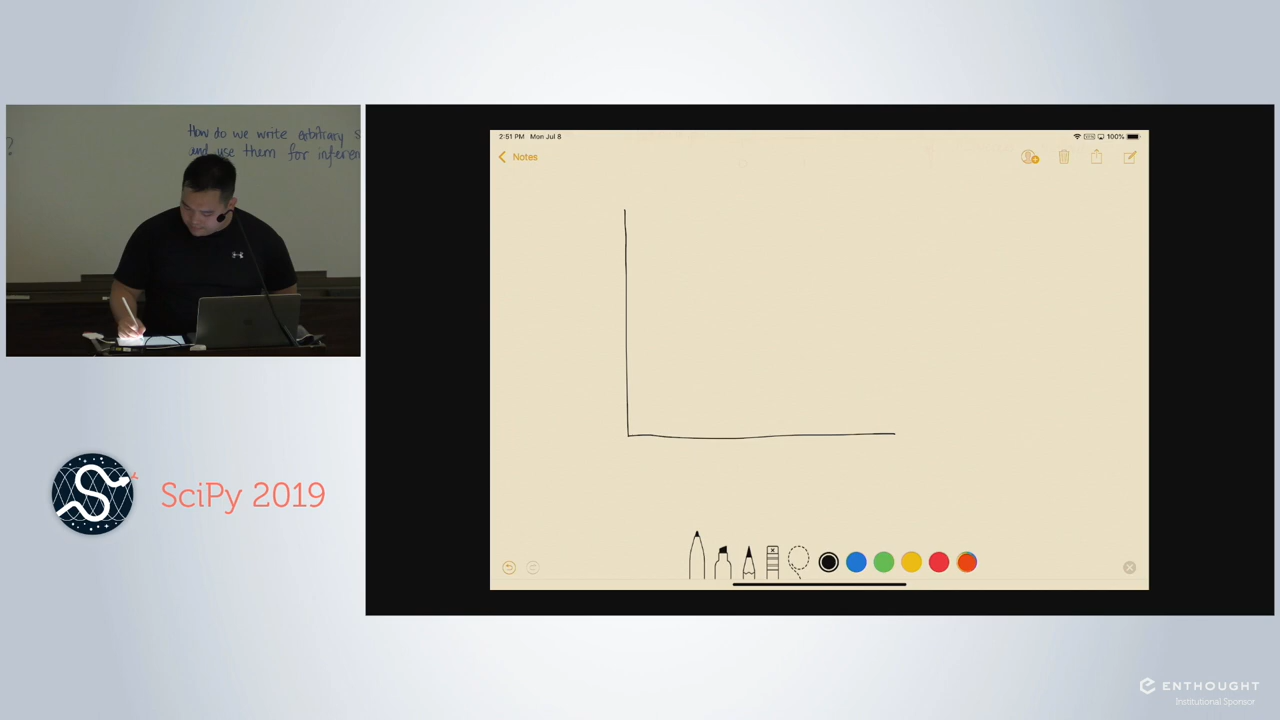 ?
How do we write arbitrary
and use them for
2:51 PM Mon Jul 8
100%
Notes
SciPy 2019
ENTHOUGHT
Institutional Sponsor